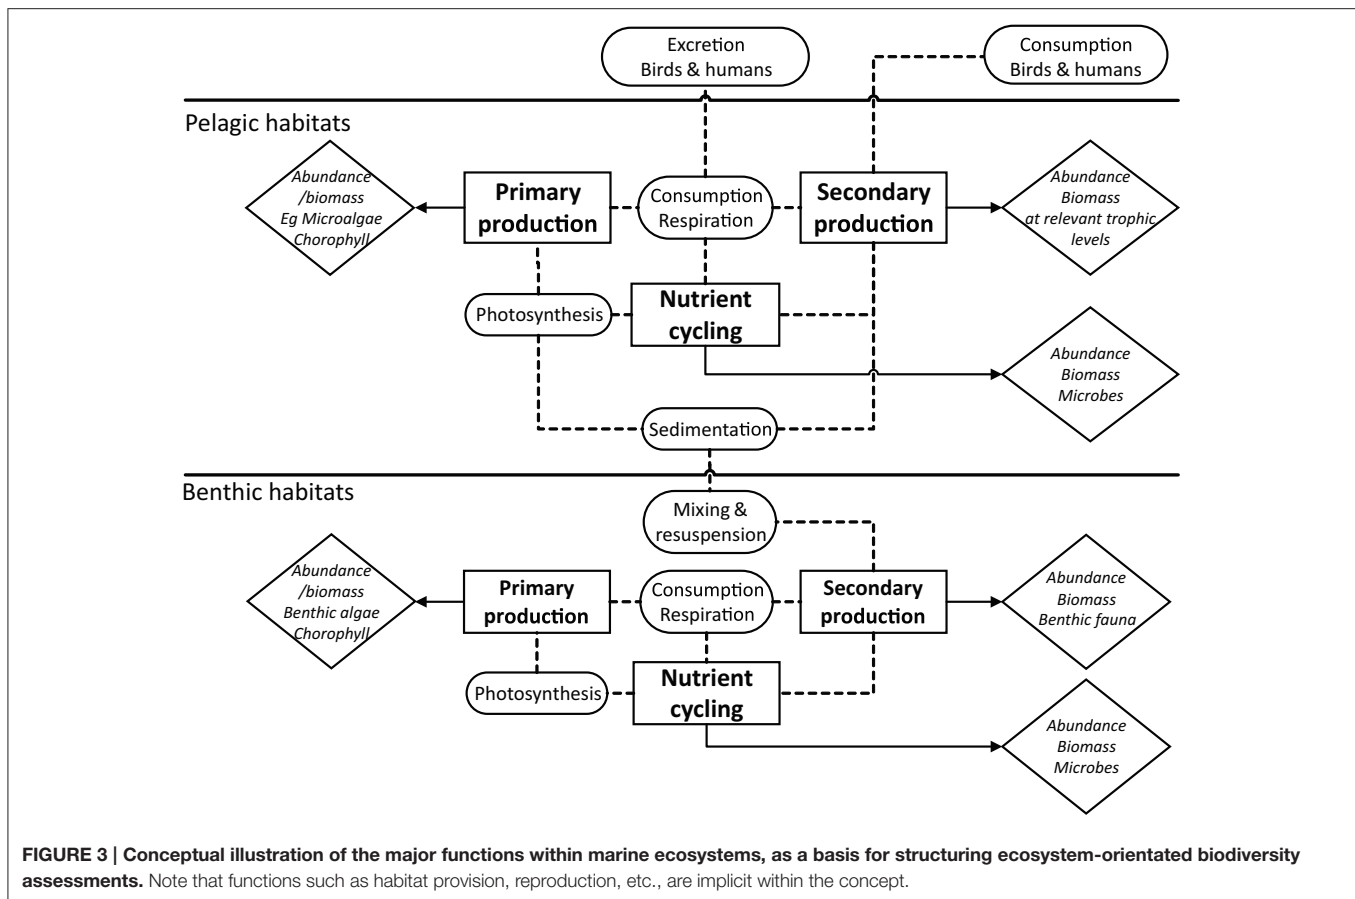 Excretion
Birds & humans
Consumption
Birds & humans
Pelagic habitats
Abundance
/biomass
Eg Microalgae
Chorophyll
Primary
production
Consumption
Respiration
Secondary
production
Abundance
Biomass
at relevant trophic
levels
Photosynthesis
Nutrient
cycling
Abundance
Biomass
Microbes
Sedimentation
Benthic habitats
Mixing &
resuspension
Abundance
/biomass
Benthic algae
Chorophyll
Primary
production
Consumption
Respiration
Secondary
production
Abundance
Biomass
Benthic fauna
Photosynthesis
Nutrient
cycling
Abundance
Biomass
Microbes
FIGURE 3 | Conceptual illustration of the major functions within marine ecosystems, as a basis for structuring ecosystem-orientated biodiversity
assessments. Note that functions such as habitat provision, reproduction, etc., are implicit within the concept.